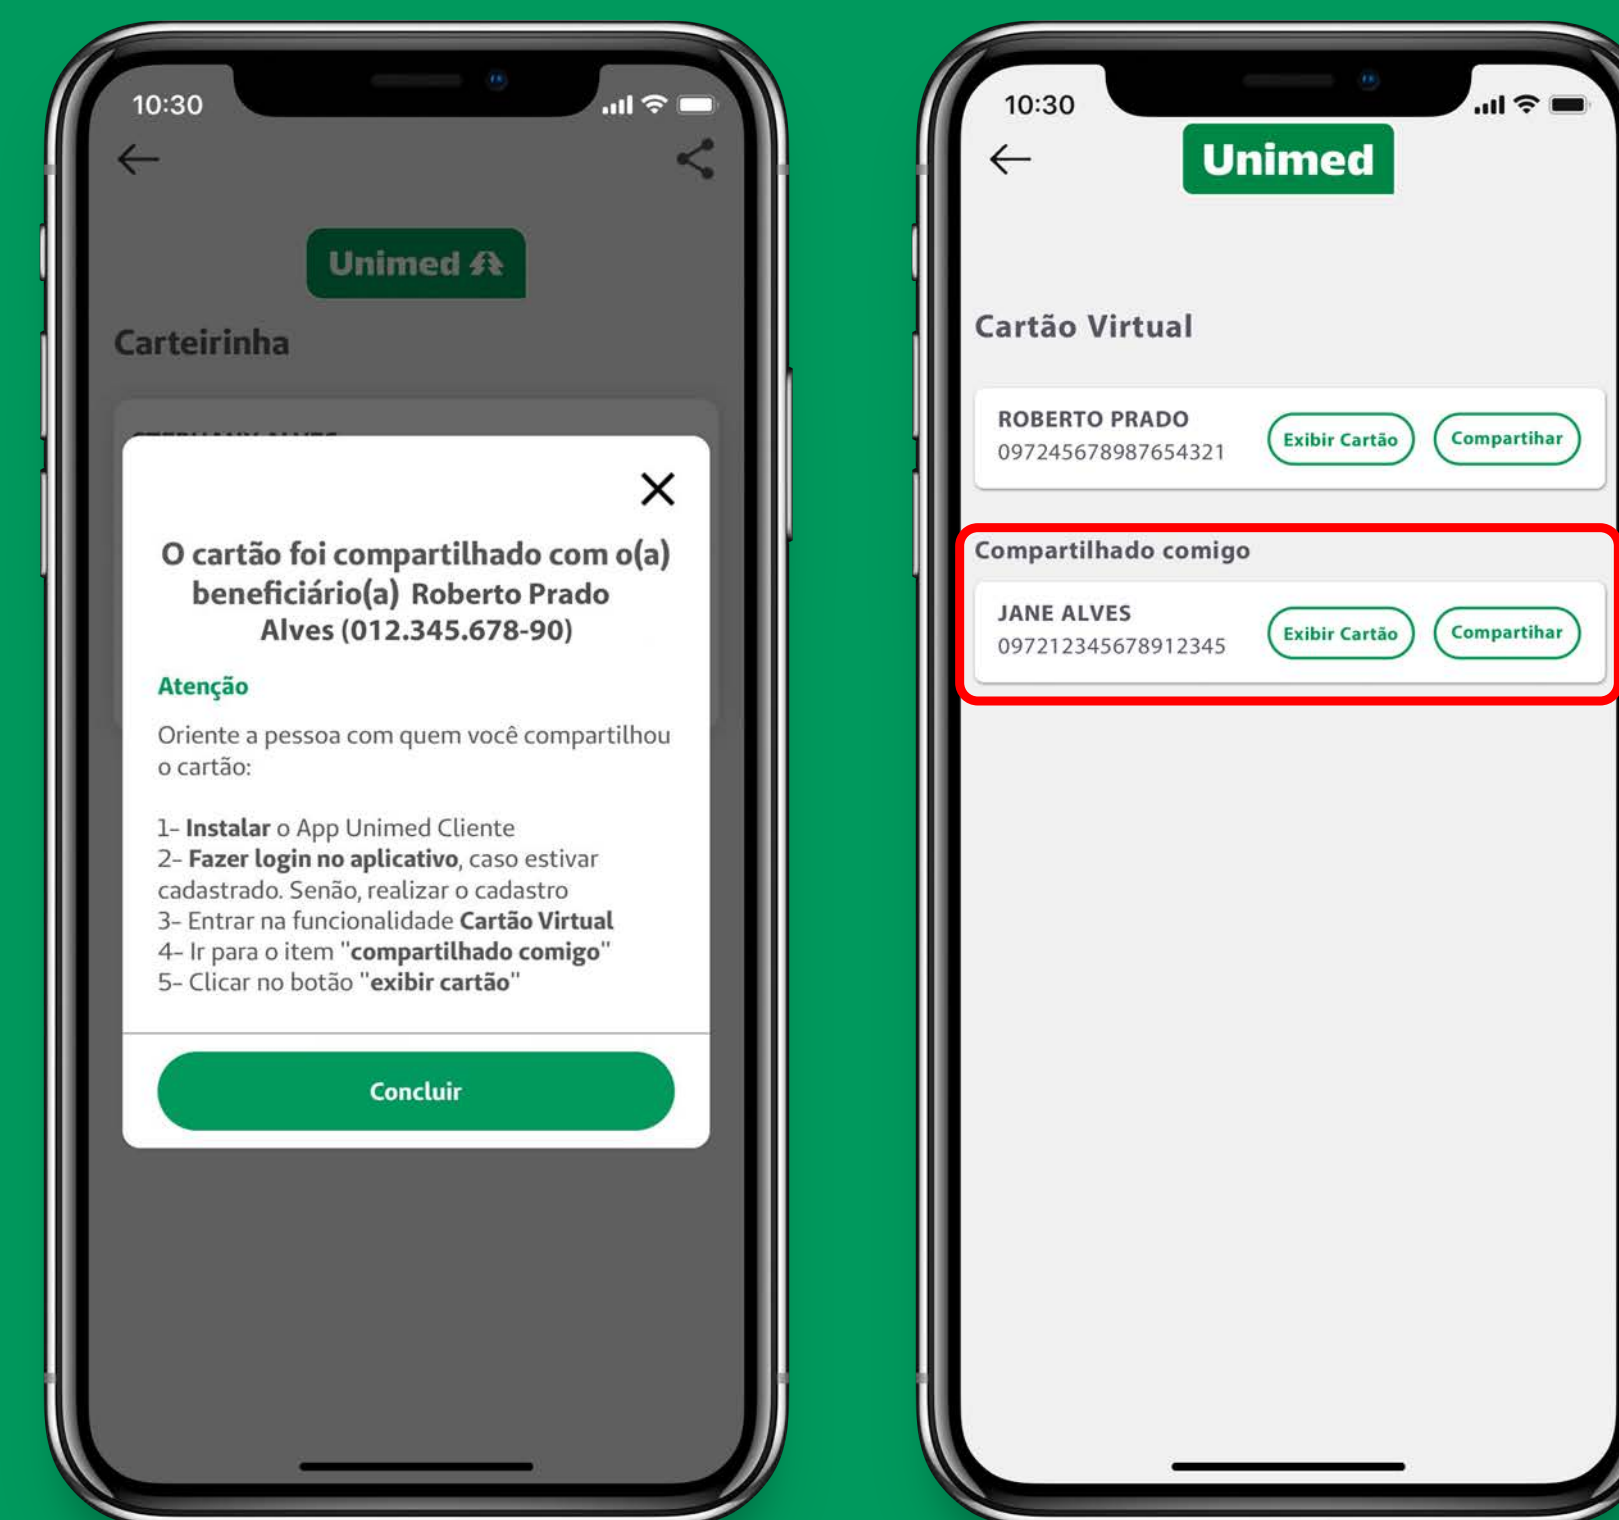 10:30
Unimed
Carteirinha
O cartão foi compartilhado com o(a)
beneficiário(a) Roberto Prado
Alves (012.345.678-90)
Atenção
Oriente a pessoa com quem você compartilhou
o cartão:
1- Instalar o App Unimed Cliente
2- Fazer login no aplicativo, caso estivar
cadastrado. Senão, realizar o cadastro
3- Entrar na funcionalidade Cartão Virtual
4- Ir para o item "compartilhado comigo"
5- Clicar no botão "exibir cartão"
Concluir
10:30
Unimed
Cartão Virtual
ROBERTO PRADO
097245678987654321
Exibir Cartão
Compartihar
Compartilhado comigo
JANE ALVES
097212345678912345
Exibir Cartão
Compartihar